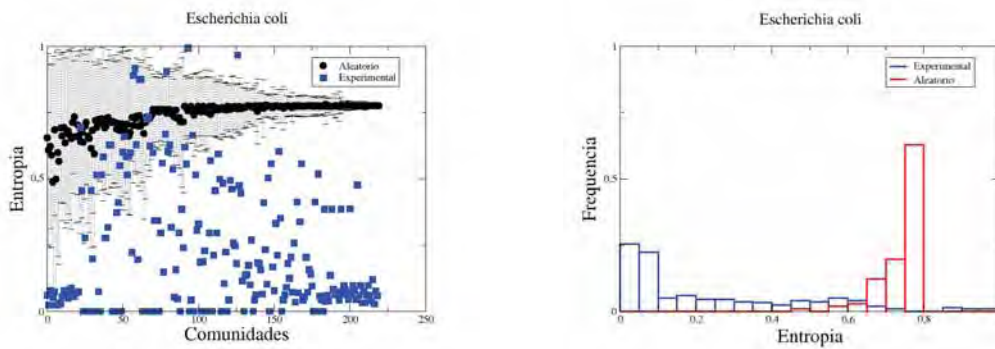 Escherichia coli
1
Aleatorio
Experimental
Entropia
0,5
0
0
50
100
150
200
250
Comunidades
Escherichia coli
1
Experimental
Aleatorio
Frequencia
0,5
0
0
0.2
0.4
0.6
0.8
Entropia